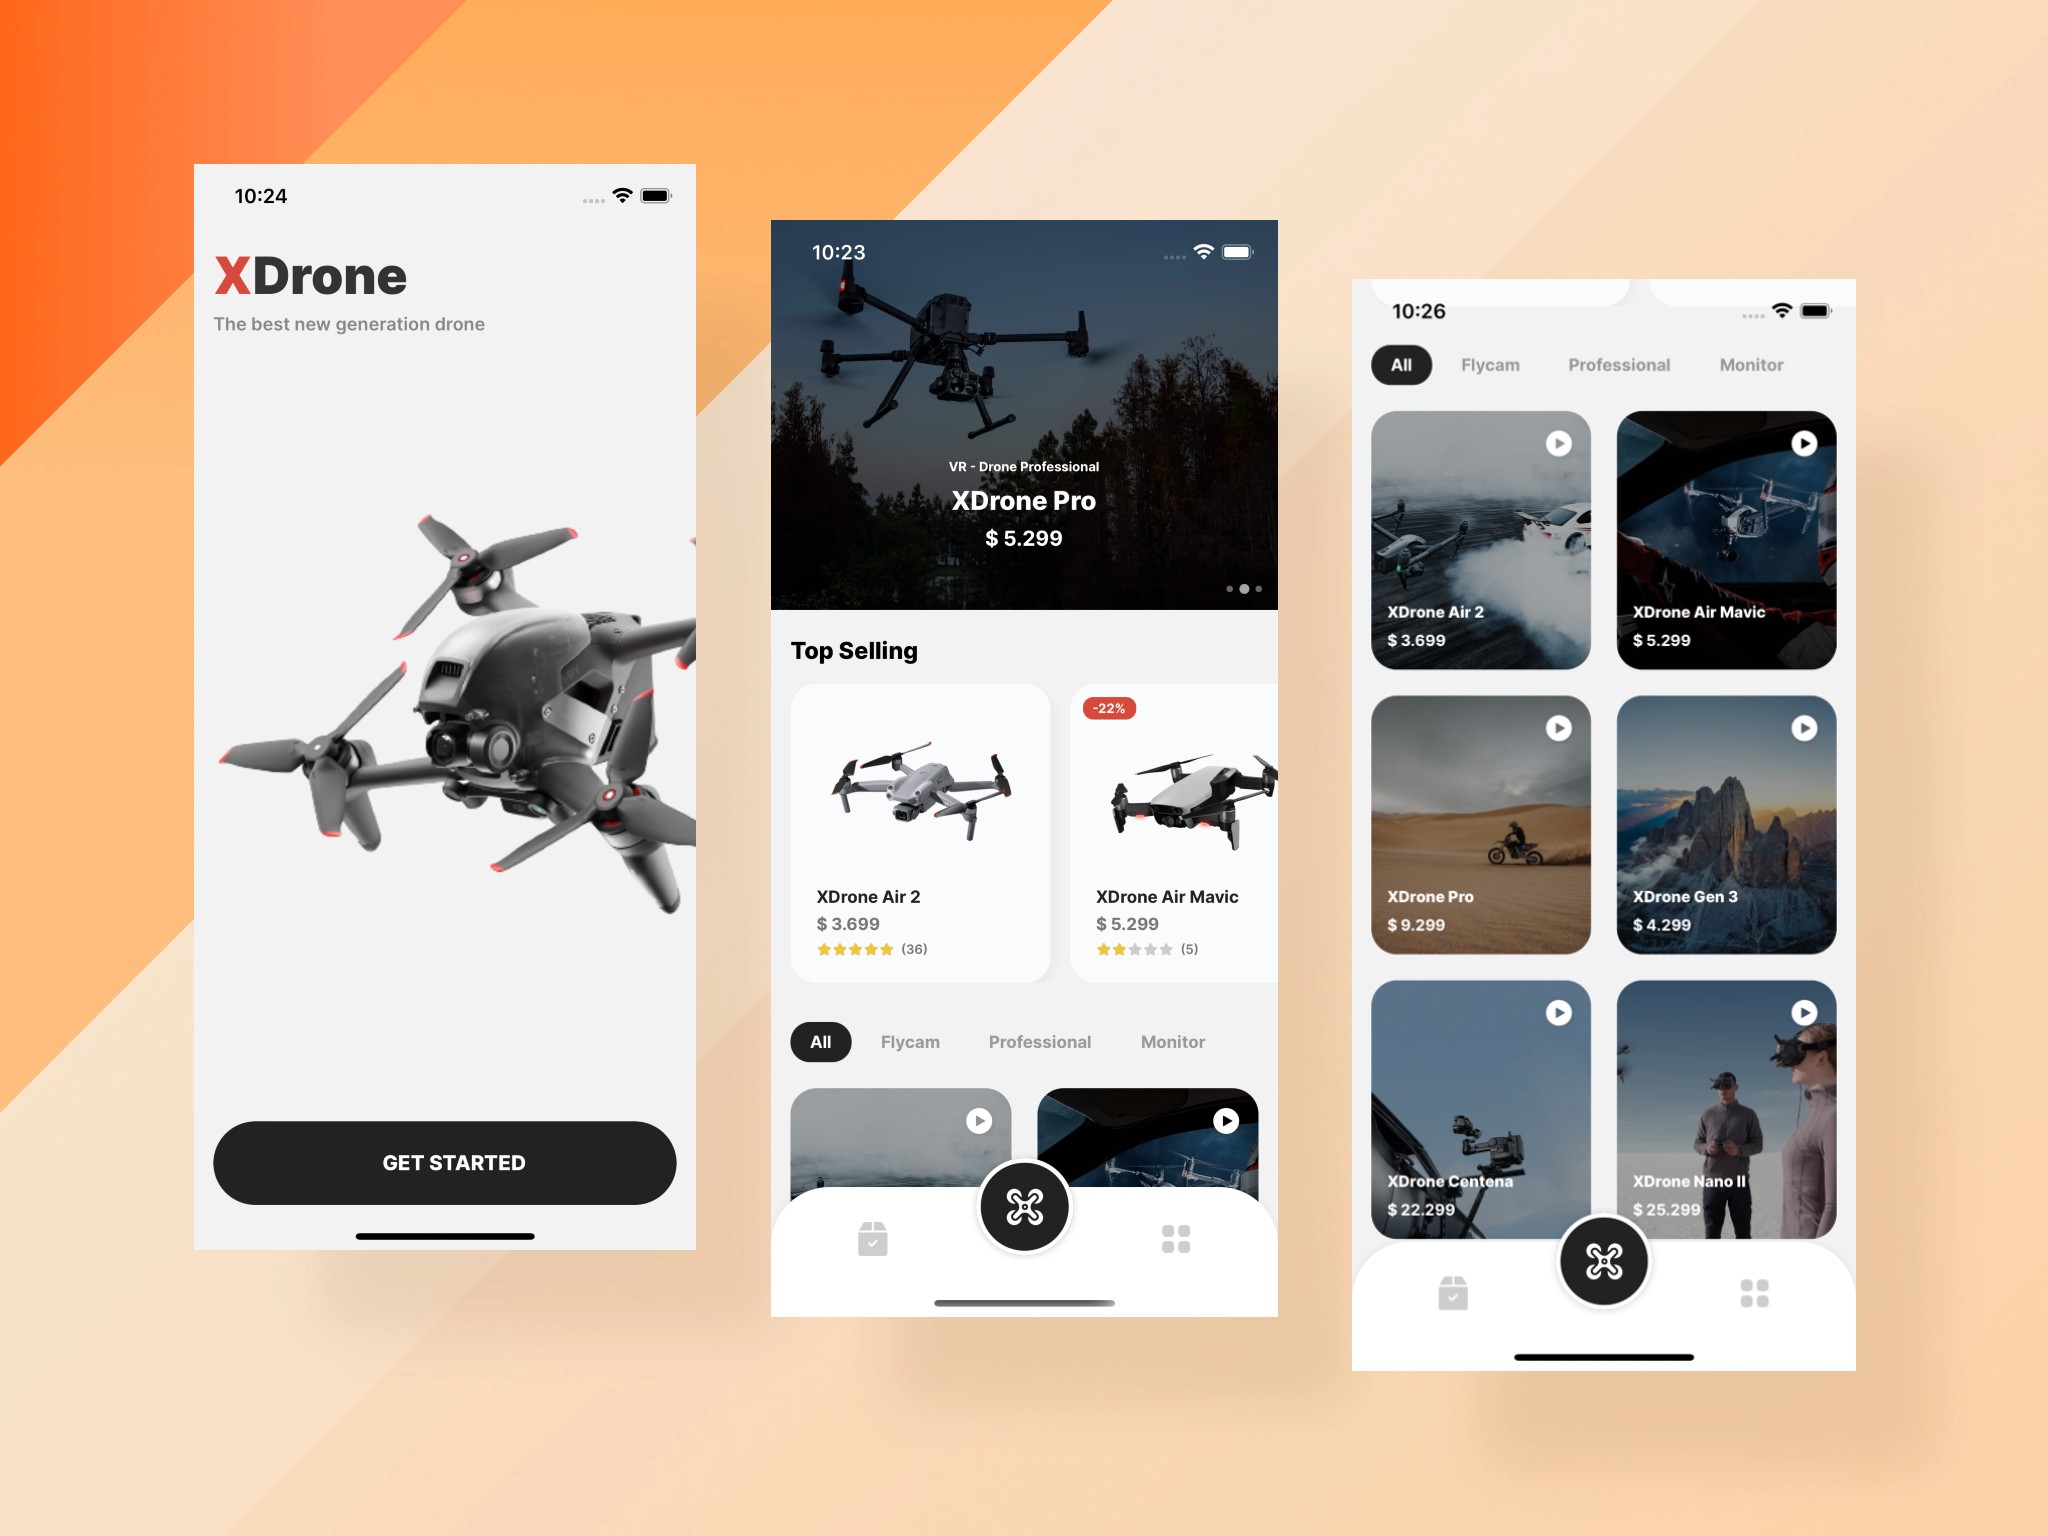 10:24
XDrone
The best new generation drone
GET STARTED
10:23
VR - Drone Professional
XDrone Pro
$ 5.299
Top Selling
-22%
XDrone Air 2
$ 3.699
(36)
XDrone Air Mavic
$ 5.299
(5)
All
Flycam
Professional
Monitor
10:26
All
Flycam
Professional
Monitor
XDrone Air 2
$ 3.699
XDrone Air Mavic
$ 5.299
XDrone Pro
$ 9.299
XDrone Gen 3
$ 4.299
XDrone Centena
$ 22.299
XDrone Nano II
$ 25.299